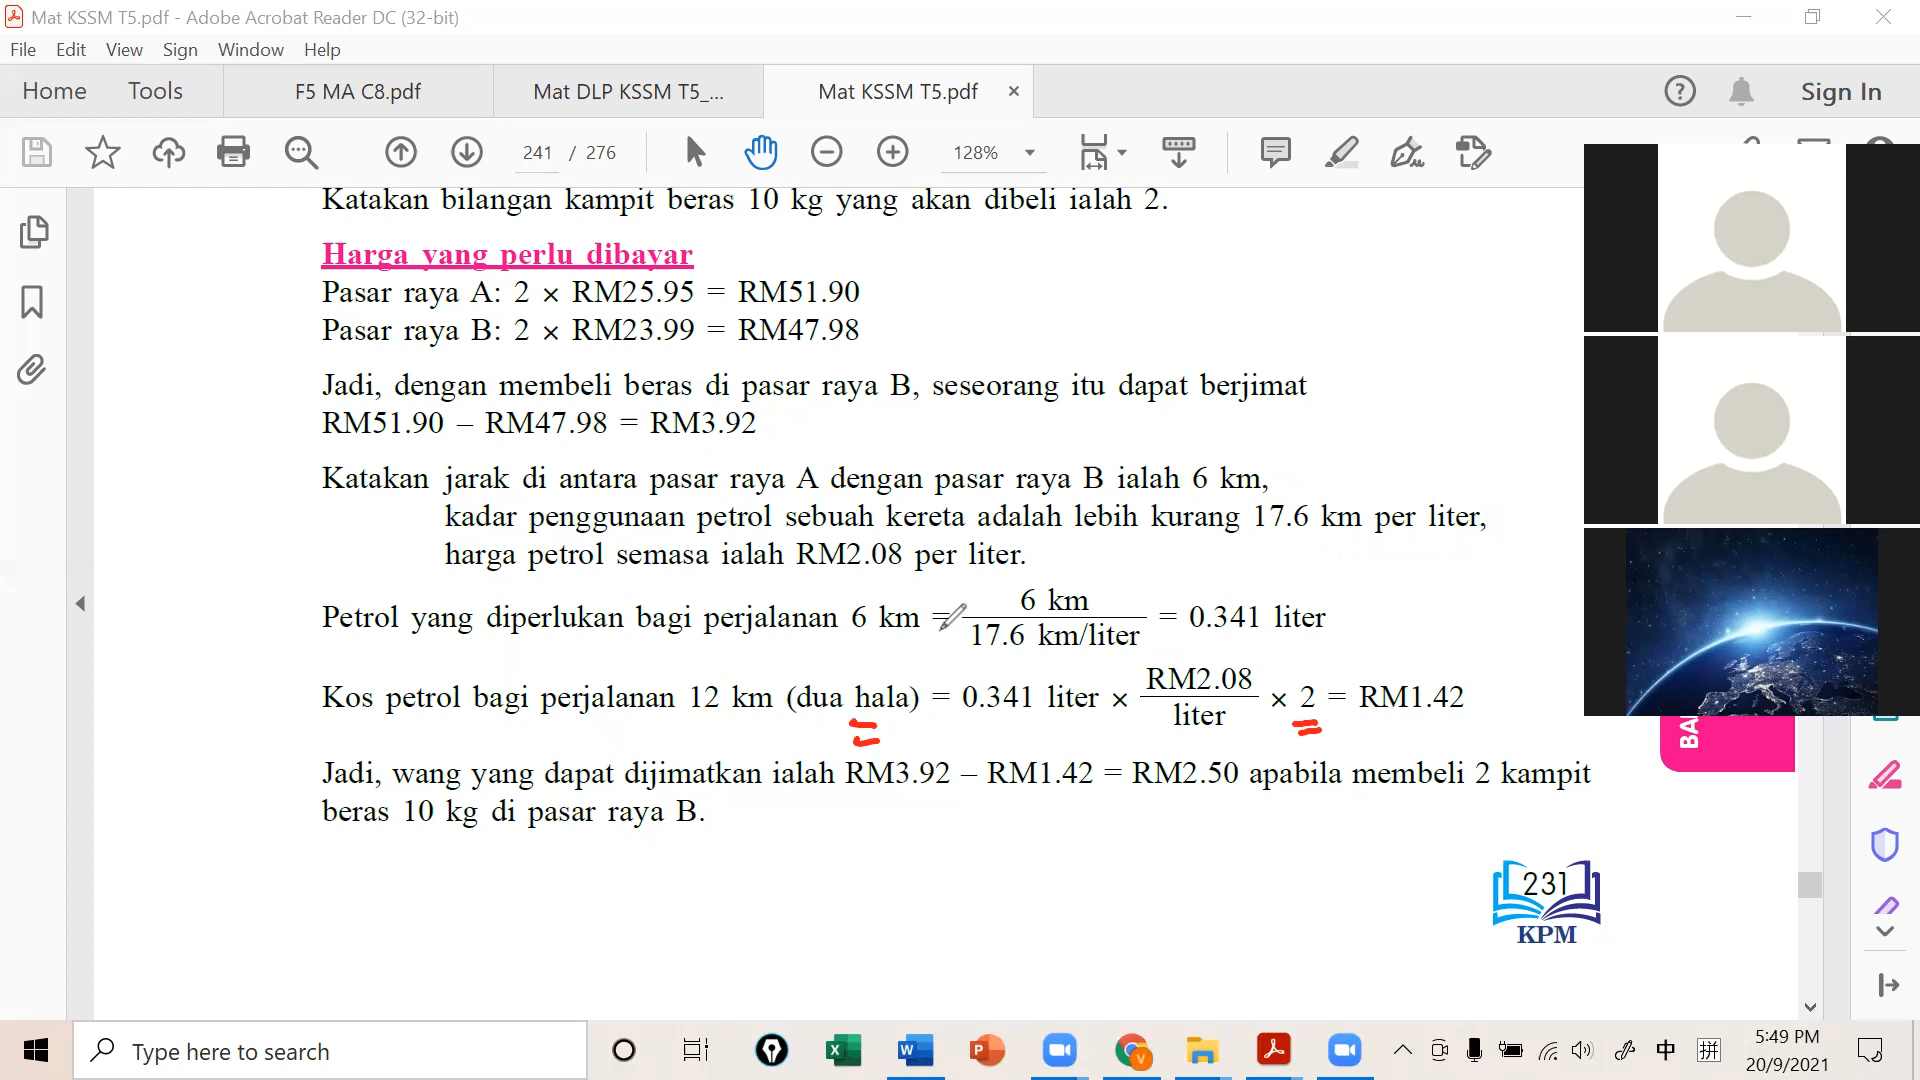 Mat KSSM T5.pdf - Adobe Acrobat Reader DC (32-bit)
File Edit View Sign Window Help
Home Tools F5 MA C8.pdf Mat DLP KSSM T5_... Mat KSSM T5.pdf × Sign In
241 / 276 128%
Katakan bilangan kampit beras 10 kg yang akan dibeli ialah 2.
Harga yang perlu dibayar
Pasar raya A: 2 × RM25.95 = RM51.90
Pasar raya B: 2 × RM23.99 = RM47.98
Jadi, dengan membeli beras di pasar raya B, seseorang itu dapat berjimat
RM51.90 – RM47.98 = RM3.92
Katakan jarak di antara pasar raya A dengan pasar raya B ialah 6 km,
kadar penggunaan petrol sebuah kereta adalah lebih kurang 17.6 km per liter,
harga petrol semasa ialah RM2.08 per liter.
Petrol yang diperlukan bagi perjalanan 6 km = 6 km / 17.6 km/liter = 0.341 liter
Kos petrol bagi perjalanan 12 km (dua hala) = 0.341 liter × RM2.08 / liter × 2 = RM1.42
Jadi, wang yang dapat dijimatkan ialah RM3.92 – RM1.42 = RM2.50 apabila membeli 2 kampit
beras 10 kg di pasar raya B.
BA
231
KPM
Type here to search
中 拼
5:49 PM
20/9/2021